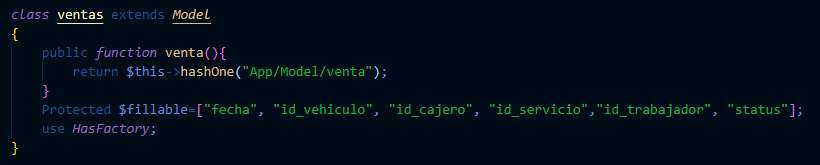 class ventas extends Model
{
public function venta(){
return $this->hashOne("App/Model/venta");
}
Protected $fillable=["fecha", "id_vehiculo", "id_cajero", "id_servicio","id_trabajador", "status"];
use HasFactory;
}